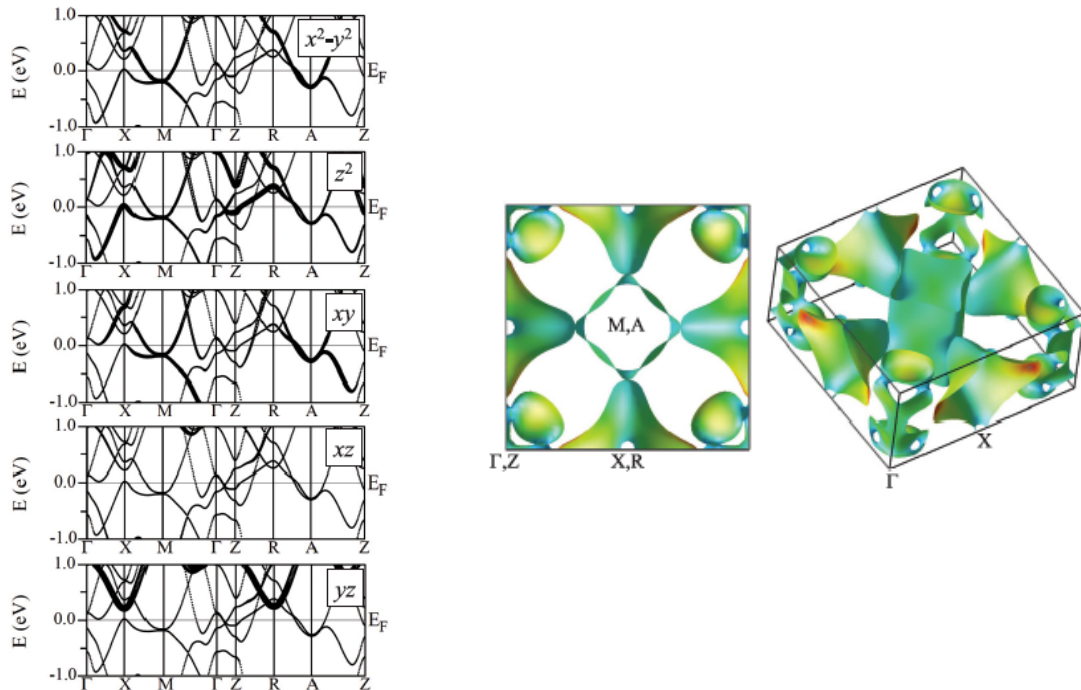 1.0
x²-y²
E (eV)
0.0
E_F
-1.0
Γ X M Γ Z R A Z
1.0
z²
E (eV)
0.0
E_F
-1.0
Γ X M Γ Z R A Z
1.0
xy
E (eV)
0.0
E_F
-1.0
Γ X M Γ Z R A Z
1.0
xz
E (eV)
0.0
E_F
-1.0
Γ X M Γ Z R A Z
1.0
yz
E (eV)
0.0
E_F
-1.0
Γ X M Γ Z R A Z
M,A
Γ,Z X,R
X
Γ